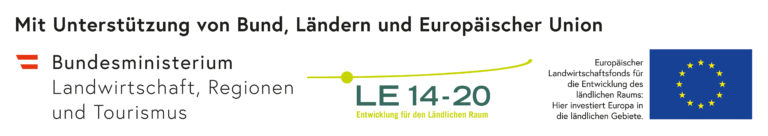 Mit Unterstützung von Bund, Ländern und Europäischer Union
Bundesministerium
Landwirtschaft, Regionen
und Tourismus
LE 14-20
Entwicklung für den Ländlichen Raum
Europäischer
Landwirtschaftsfonds für
die Entwicklung des
ländlichen Raums:
Hier investiert Europa in
die ländlichen Gebiete.